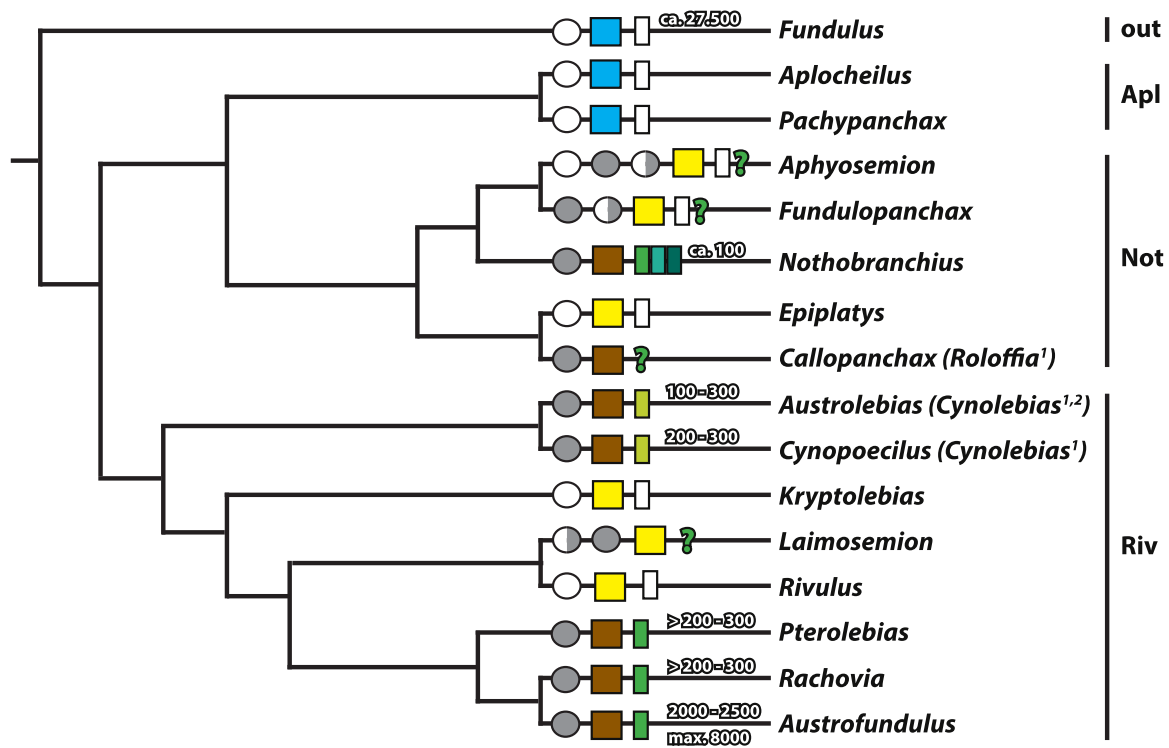 ca. 27.500 Fundulus out
Aplocheilus
Apl
Pachypanchax
? Aphyosemion
? Fundulopanchax
ca. 100 Nothobranchius Not
Epiplatys
? Callopanchax (Roloffia¹)
100-300 Austrolebias (Cynolebias¹,²)
200-300 Cynopoecilus (Cynolebias¹)
Kryptolebias
? Laimosemion Riv
Rivulus
>200-300 Pterolebias
>200-300 Rachovia
2000-2500 Austrofundulus
max. 8000